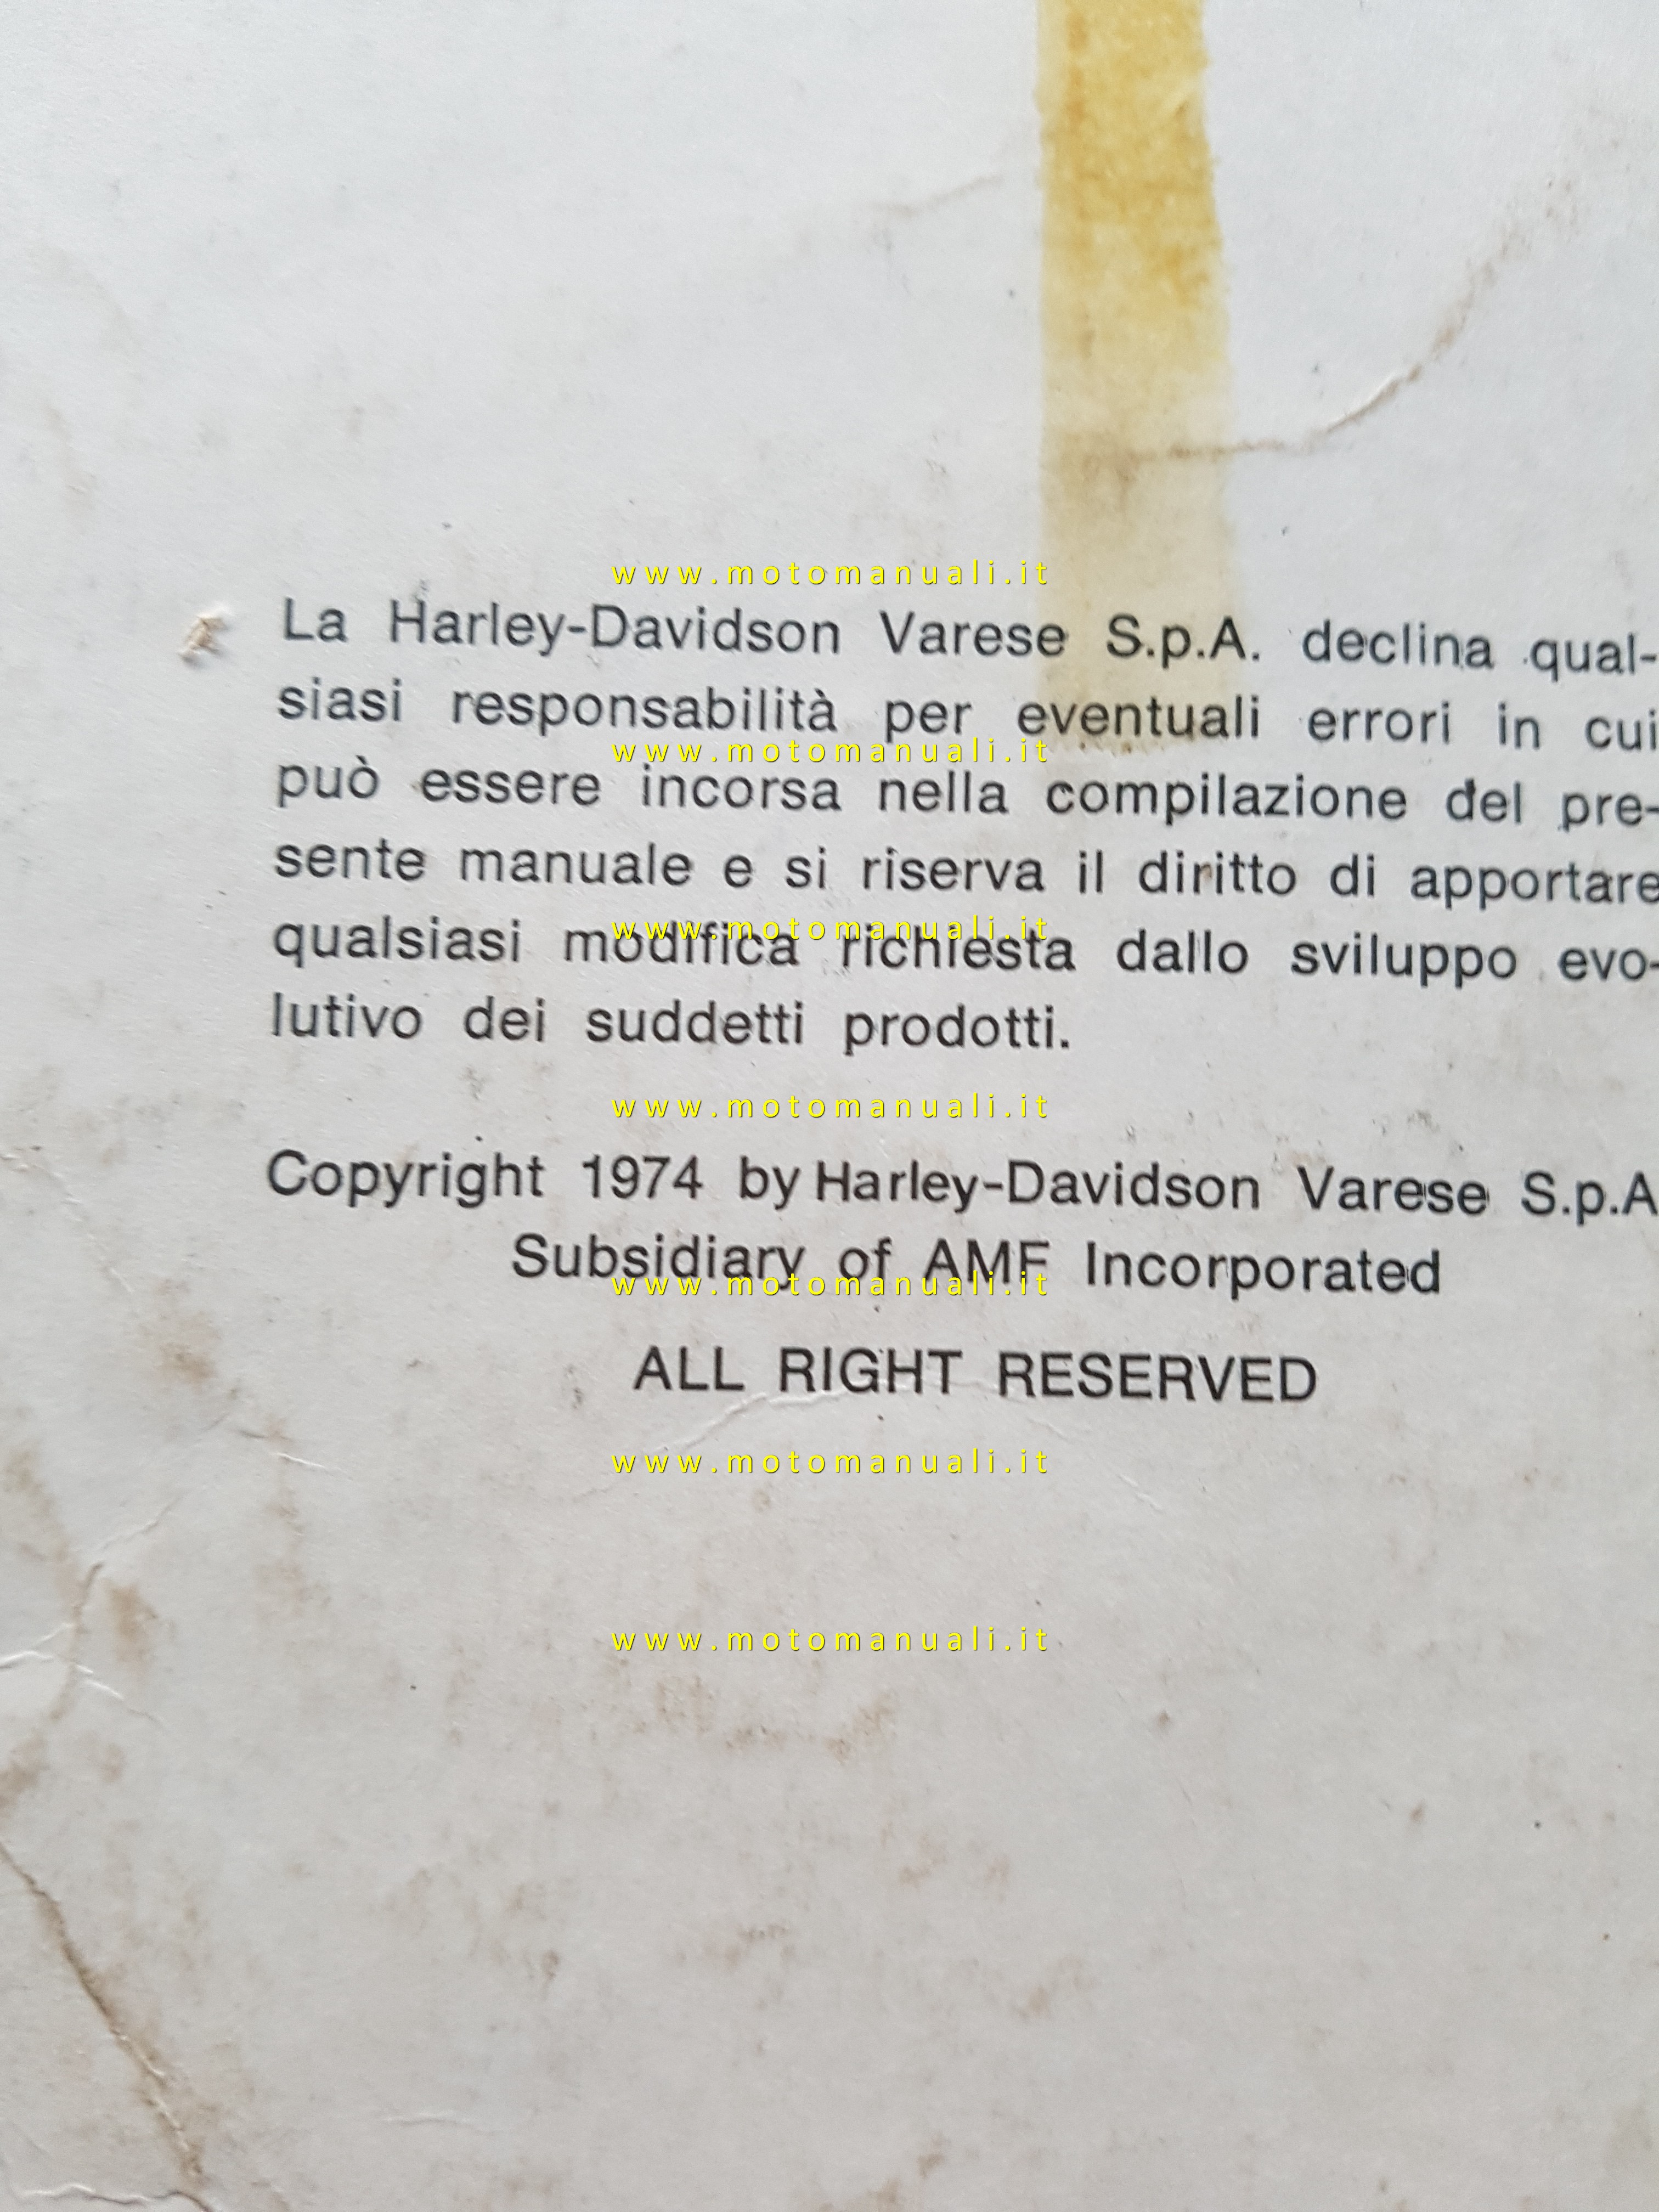 www.motomanuali.it
La Harley-Davidson Varese S.p.A. declina qual-
siasi responsabilità per eventuali errori in cui
www.motomanuali.it
può essere incorsa nella compilazione del pre-
sente manuale e si riserva il diritto di apportare
www.motomanuali.it
qualsiasi modifica richiesta dallo sviluppo evo-
lutivo dei suddetti prodotti.
www.motomanuali.it
Copyright 1974 by Harley-Davidson Varese S.p.A
Subsidiary of AMF Incorporated
www.motomanuali.it
ALL RIGHT RESERVED
www.motomanuali.it
www.motomanuali.it